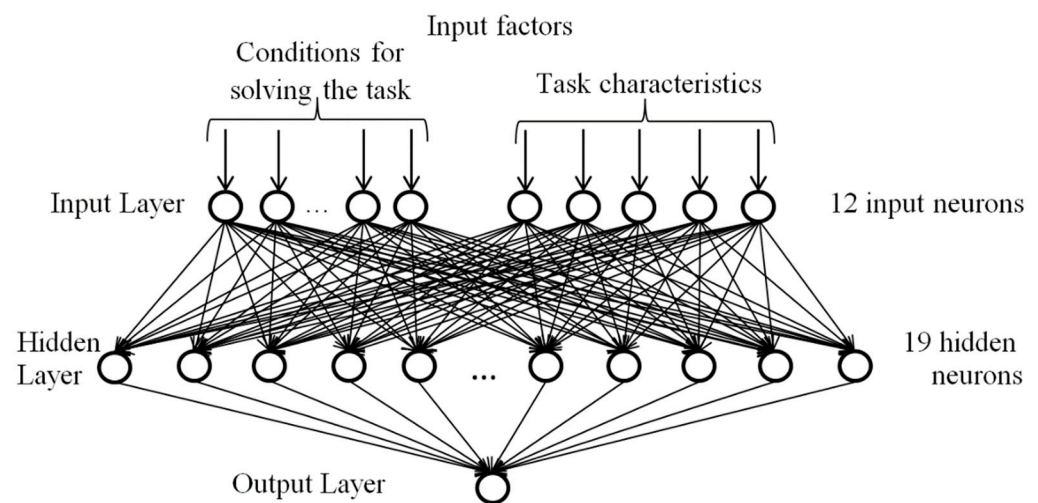 Input factors
Conditions for
solving the task
Task characteristics
Input Layer
...
12 input neurons
Hidden
Layer
...
19 hidden
neurons
Output Layer